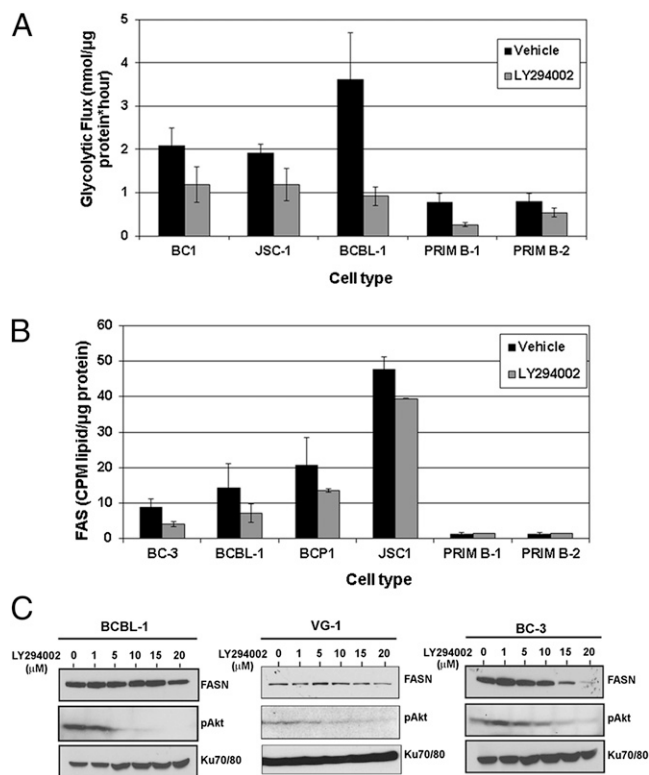 A
Glycolytic Flux (nmol/µg
protein*hour)
5
4
3
2
1
0
Vehicle
LY294002
BC1 JSC-1 BCBL-1 PRIM B-1 PRIM B-2
Cell type
B
FAS (CPM lipid/µg protein)
60
50
40
30
20
10
0
Vehicle
LY294002
BC-3 BCBL-1 BCP1 JSC1 PRIM B-1 PRIM B-2
Cell type
C
BCBL-1
LY294002 0 1 5 10 15 20
(µM)
FASN
pAkt
Ku70/80
VG-1
LY294002 0 1 5 10 15 20
(µM)
FASN
pAkt
Ku70/80
BC-3
LY294002 0 1 5 10 15 20
(µM)
FASN
pAkt
Ku70/80